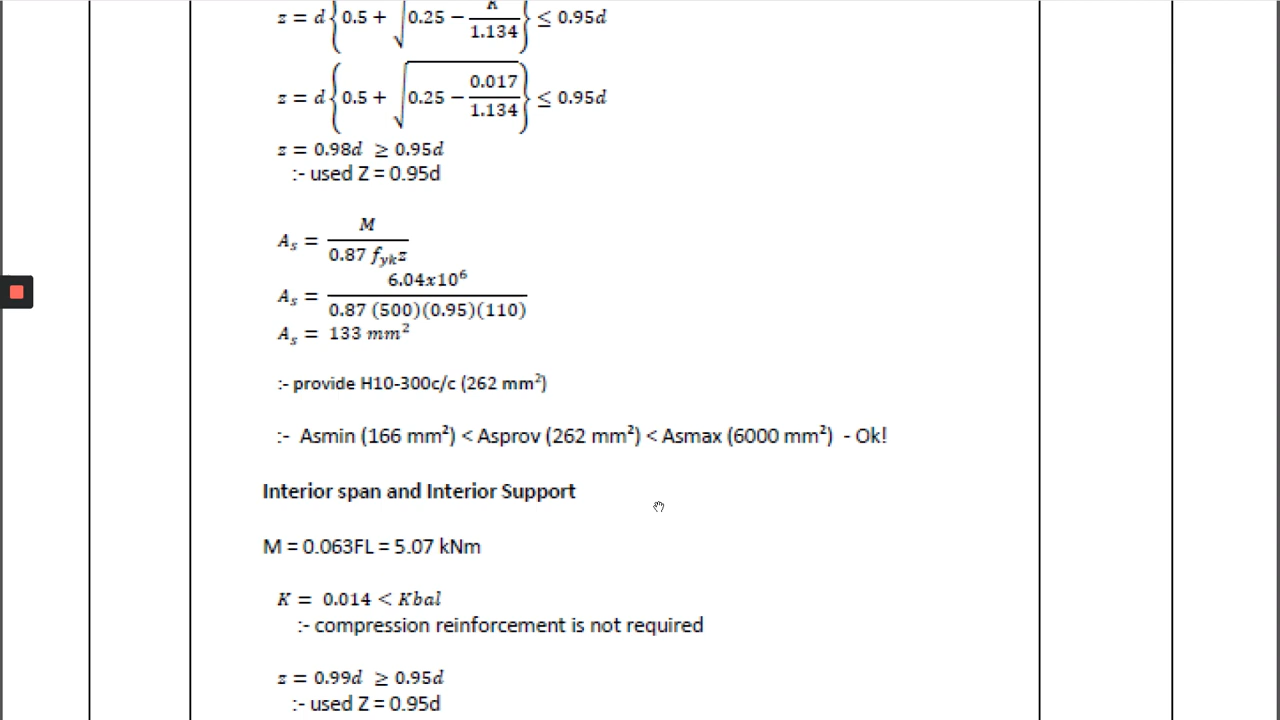 z = d{0.5 + √(0.25 − K/1.134)} ≤ 0.95d
z = d{0.5 + √(0.25 − 0.017/1.134)} ≤ 0.95d
z = 0.98d ≥ 0.95d
:- used Z = 0.95d
A_s = M / 0.87 f_yk z
A_s = 6.04x10⁶ / 0.87 (500)(0.95)(110)
A_s = 133 mm²
:- provide H10-300c/c (262 mm²)
:- Asmin (166 mm²) < Asprov (262 mm²) < Asmax (6000 mm²) - Ok!
Interior span and Interior Support
M = 0.063FL = 5.07 kNm
K = 0.014 < Kbal
:- compression reinforcement is not required
z = 0.99d ≥ 0.95d
:- used Z = 0.95d